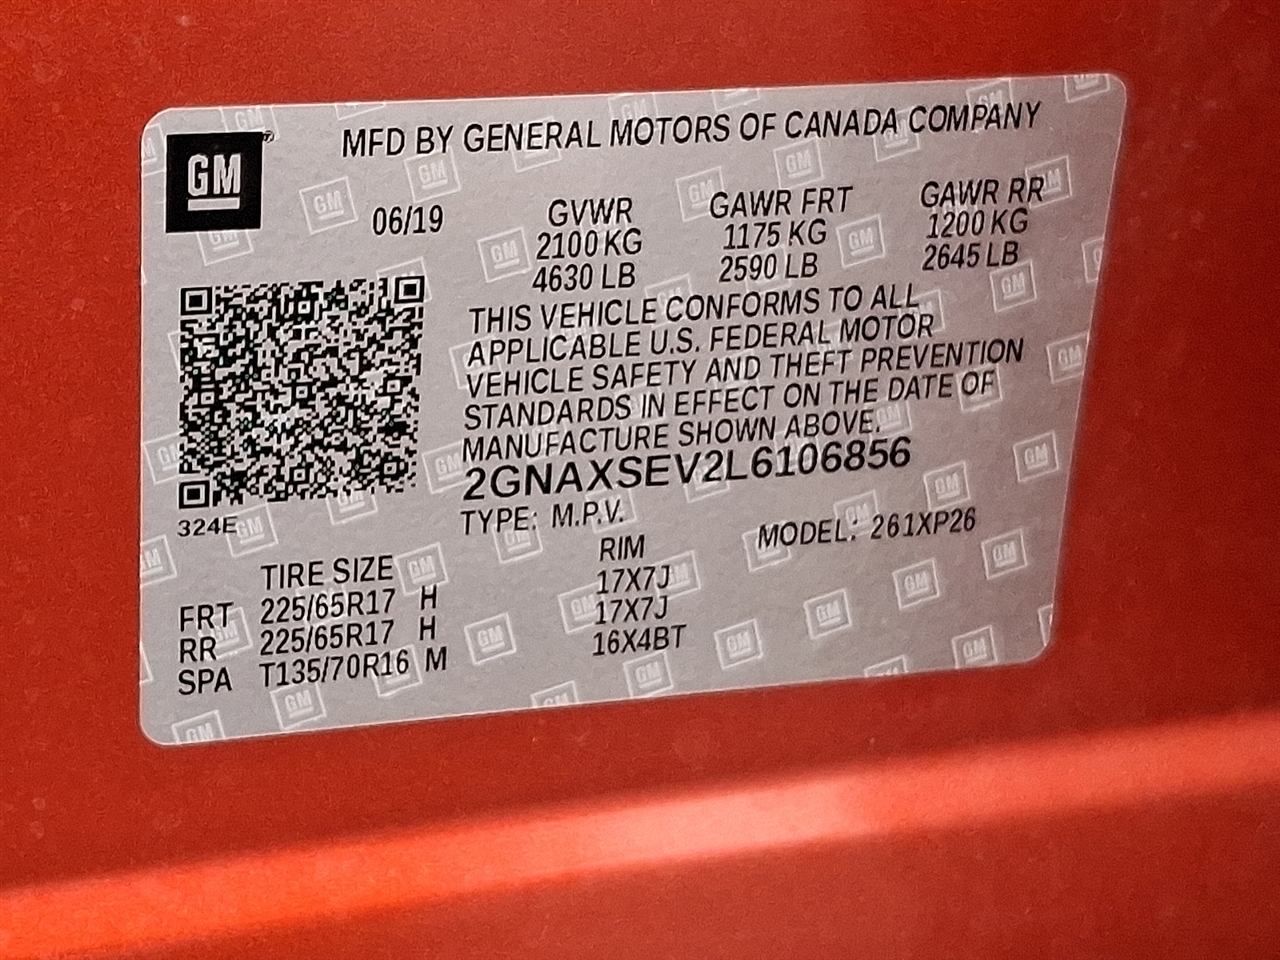 GM
MFD BY GENERAL MOTORS OF CANADA COMPANY
06/19
GVWR
2100 KG
4630 LB
GAWR FRT
1175 KG
2590 LB
GAWR RR
1200 KG
2645 LB
THIS VEHICLE CONFORMS TO ALL
APPLICABLE U.S. FEDERAL MOTOR
VEHICLE SAFETY AND THEFT PREVENTION
STANDARDS IN EFFECT ON THE DATE OF
MANUFACTURE SHOWN ABOVE.
2GNAXSEV2L6106856
TYPE: M.P.V.
MODEL: 261XP26
324E
TIRE SIZE RIM
FRT 225/65R17 H 17X7J
RR 225/65R17 H 17X7J
SPA T135/70R16 M 16X4BT